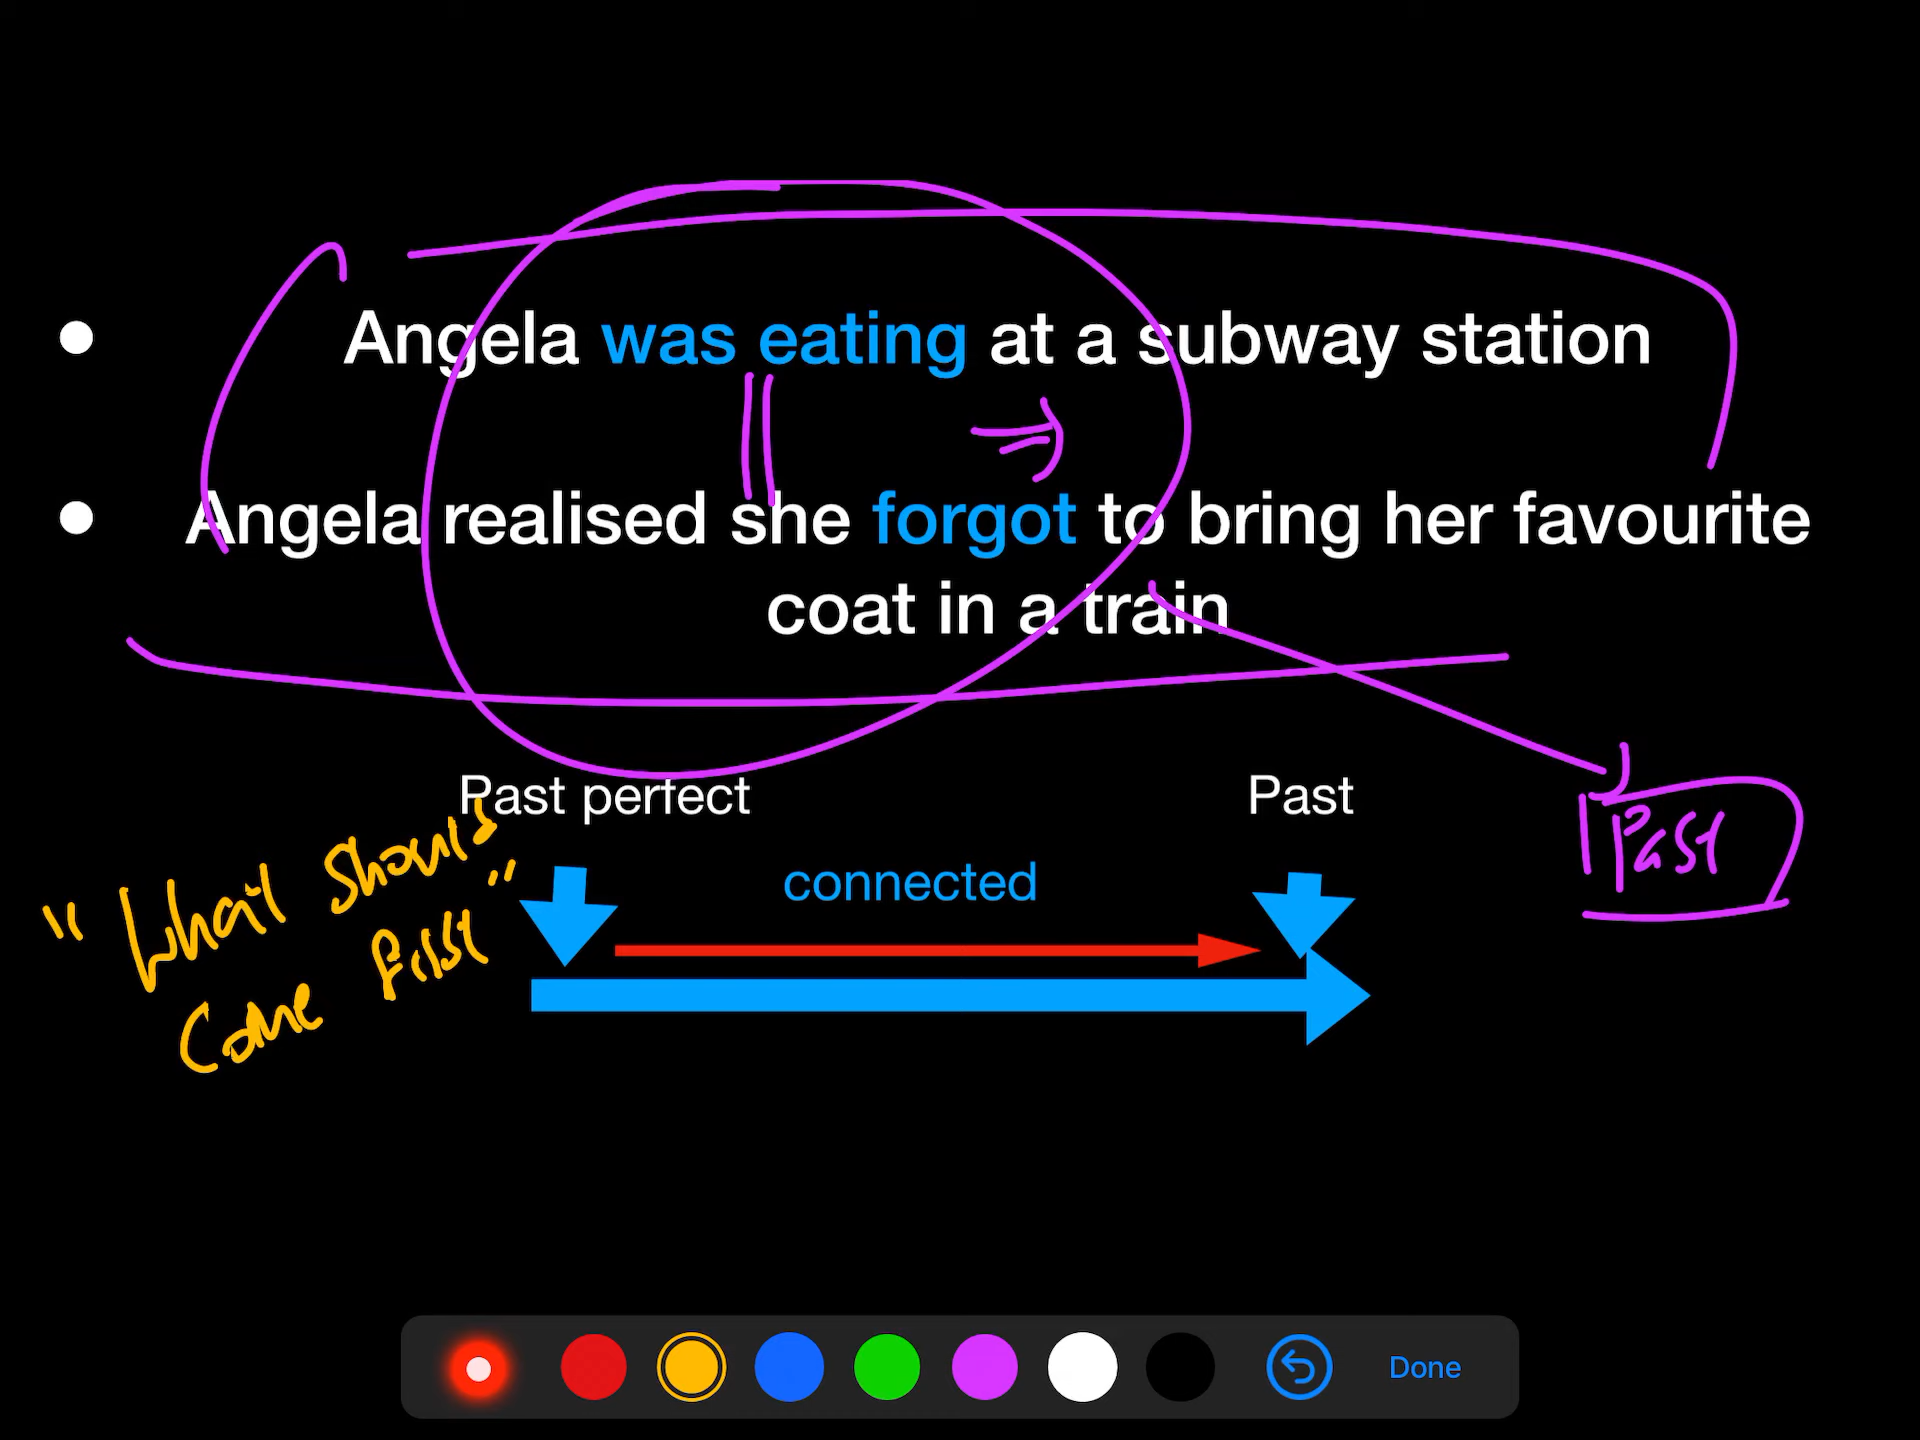 • Angela was eating at a subway station
• Angela realised she forgot to bring her favourite
coat in a train
Past perfect
Past
Past
connected
" What Should
Come first "
Done